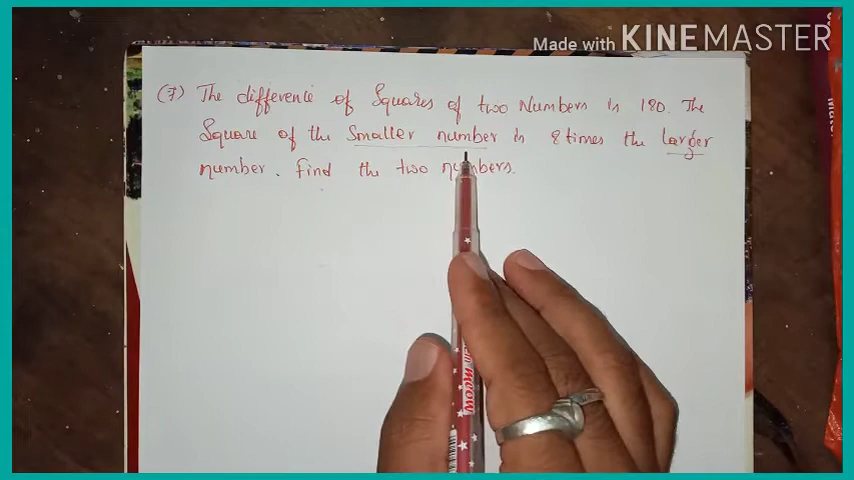 Made with KINEMASTER
(7) The difference of Squares of two Numbers is 180. The
Square of the Smaller number is 8 times the larger
number. Find the two numbers.